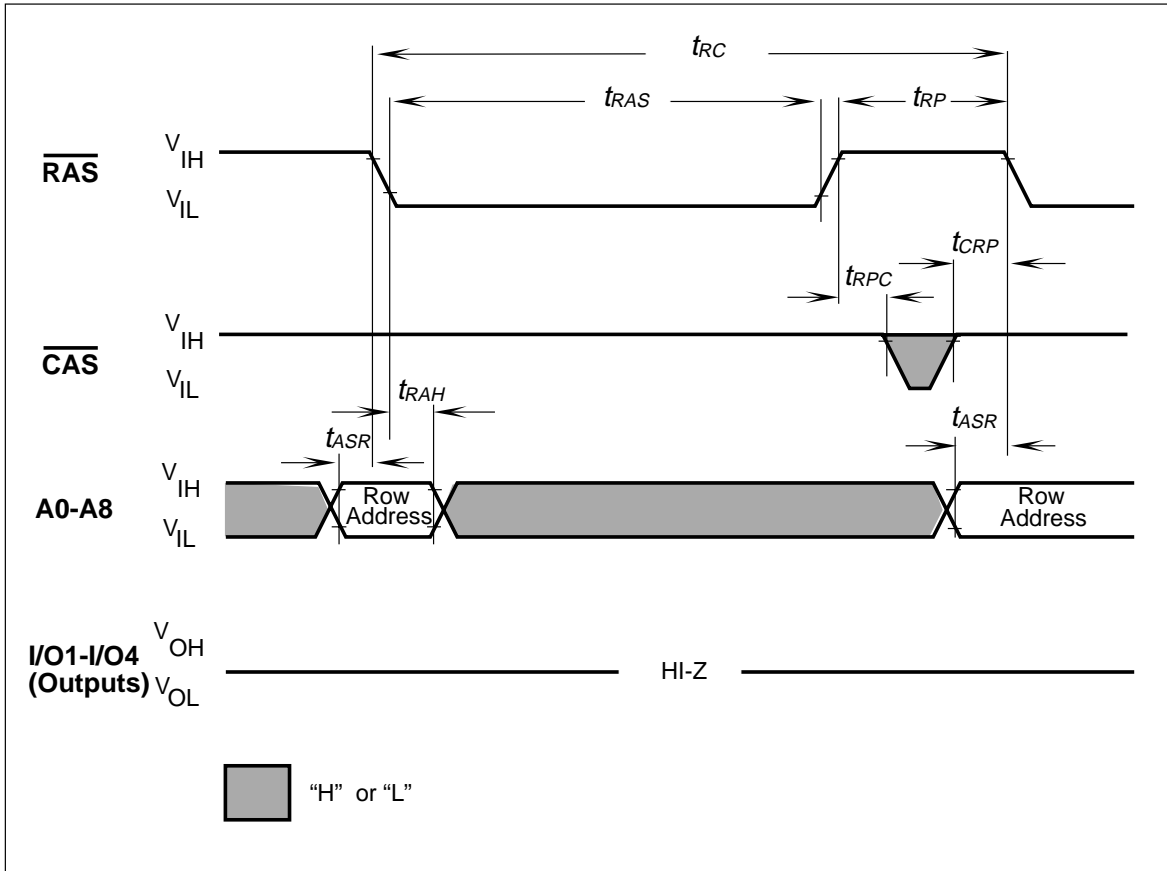 tRC
tRAS
tRP
RAS
VIH
VIL
tCRP
tRPC
CAS
VIH
VIL
tRAH
tASR
tASR
A0-A8
VIH
VIL
Row
Address
Row
Address
I/O1-I/O4
(Outputs)
VOH
VOL
HI-Z
“H” or “L”